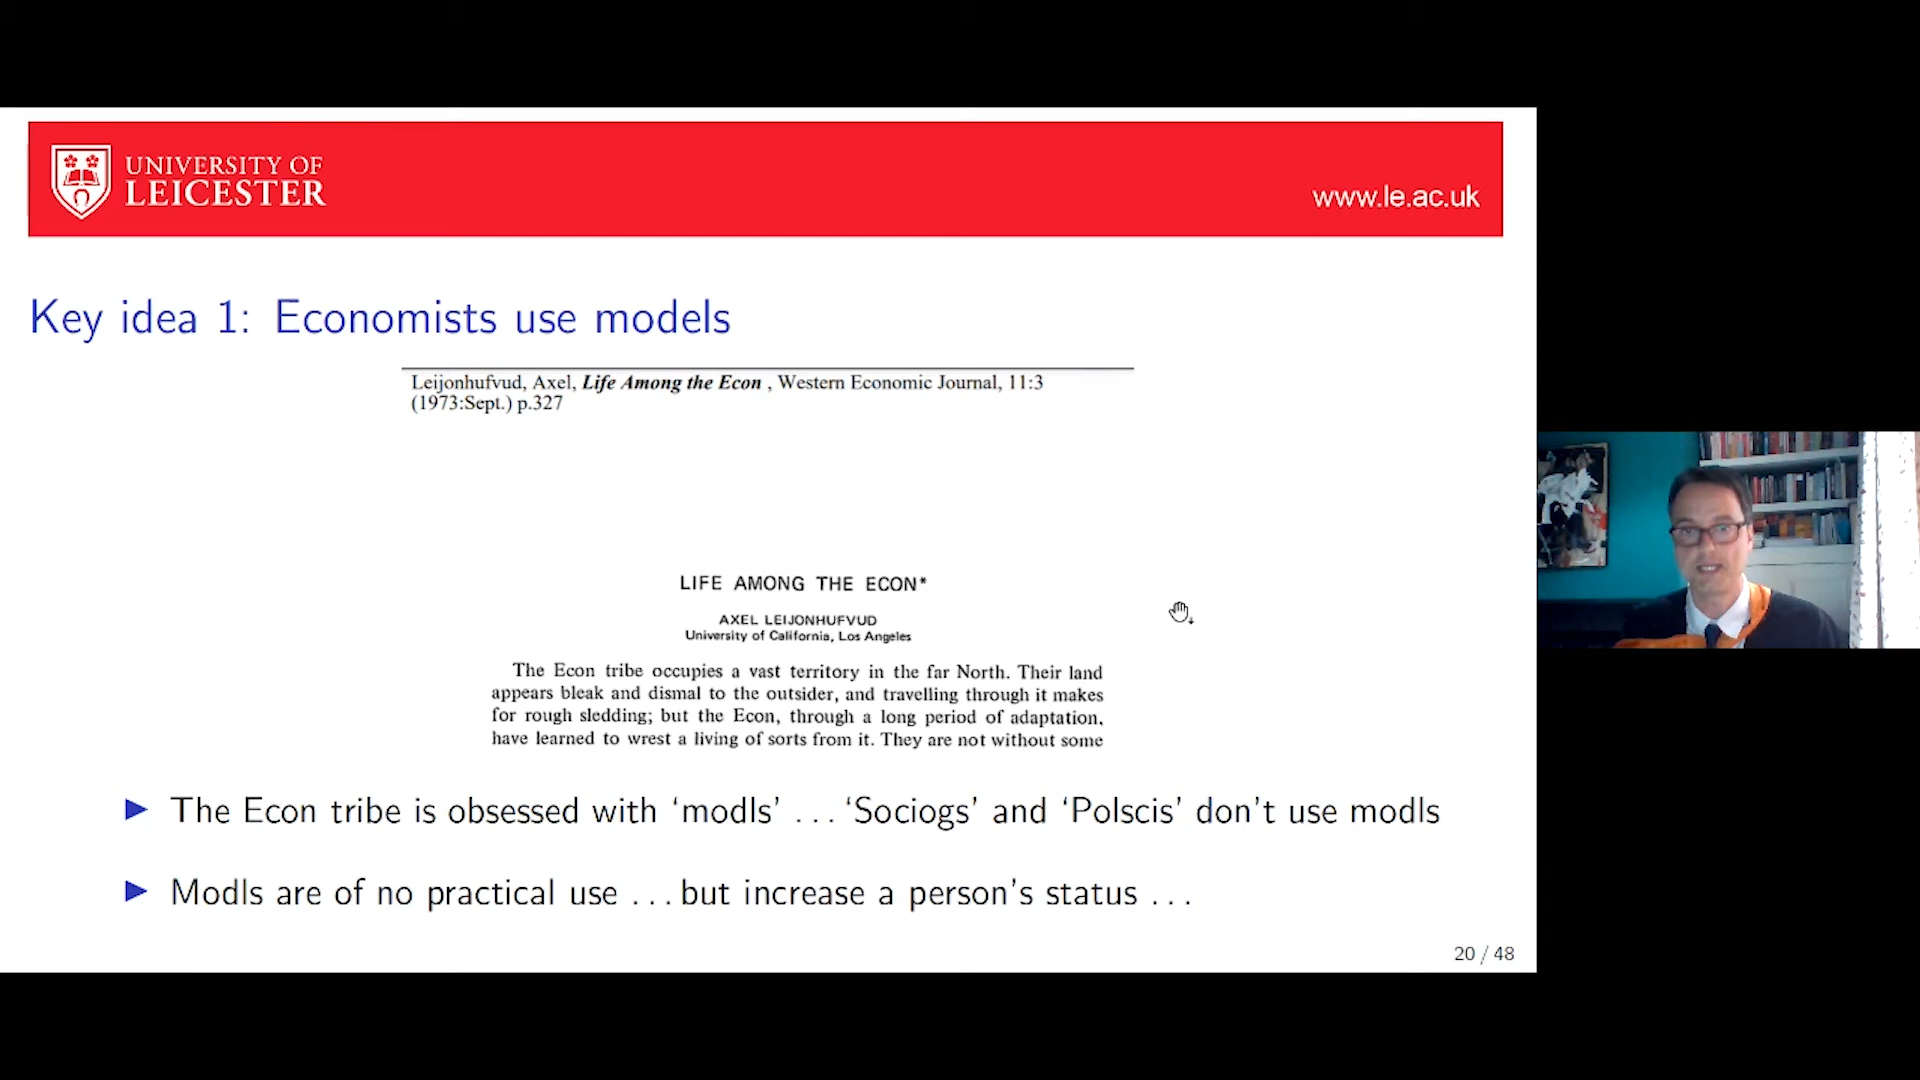 UNIVERSITY OF
LEICESTER
www.le.ac.uk
Key idea 1: Economists use models
Leijonhufvud, Axel, Life Among the Econ , Western Economic Journal, 11:3
(1973:Sept.) p.327
LIFE AMONG THE ECON*
AXEL LEIJONHUFVUD
University of California, Los Angeles
The Econ tribe occupies a vast territory in the far North. Their land
appears bleak and dismal to the outsider, and travelling through it makes
for rough sledding; but the Econ, through a long period of adaptation,
have learned to wrest a living of sorts from it. They are not without some
▶ The Econ tribe is obsessed with ‘modls’ . . . ‘Sociogs’ and ‘Polscis’ don’t use modls
▶ Modls are of no practical use . . . but increase a person’s status . . .
20 / 48